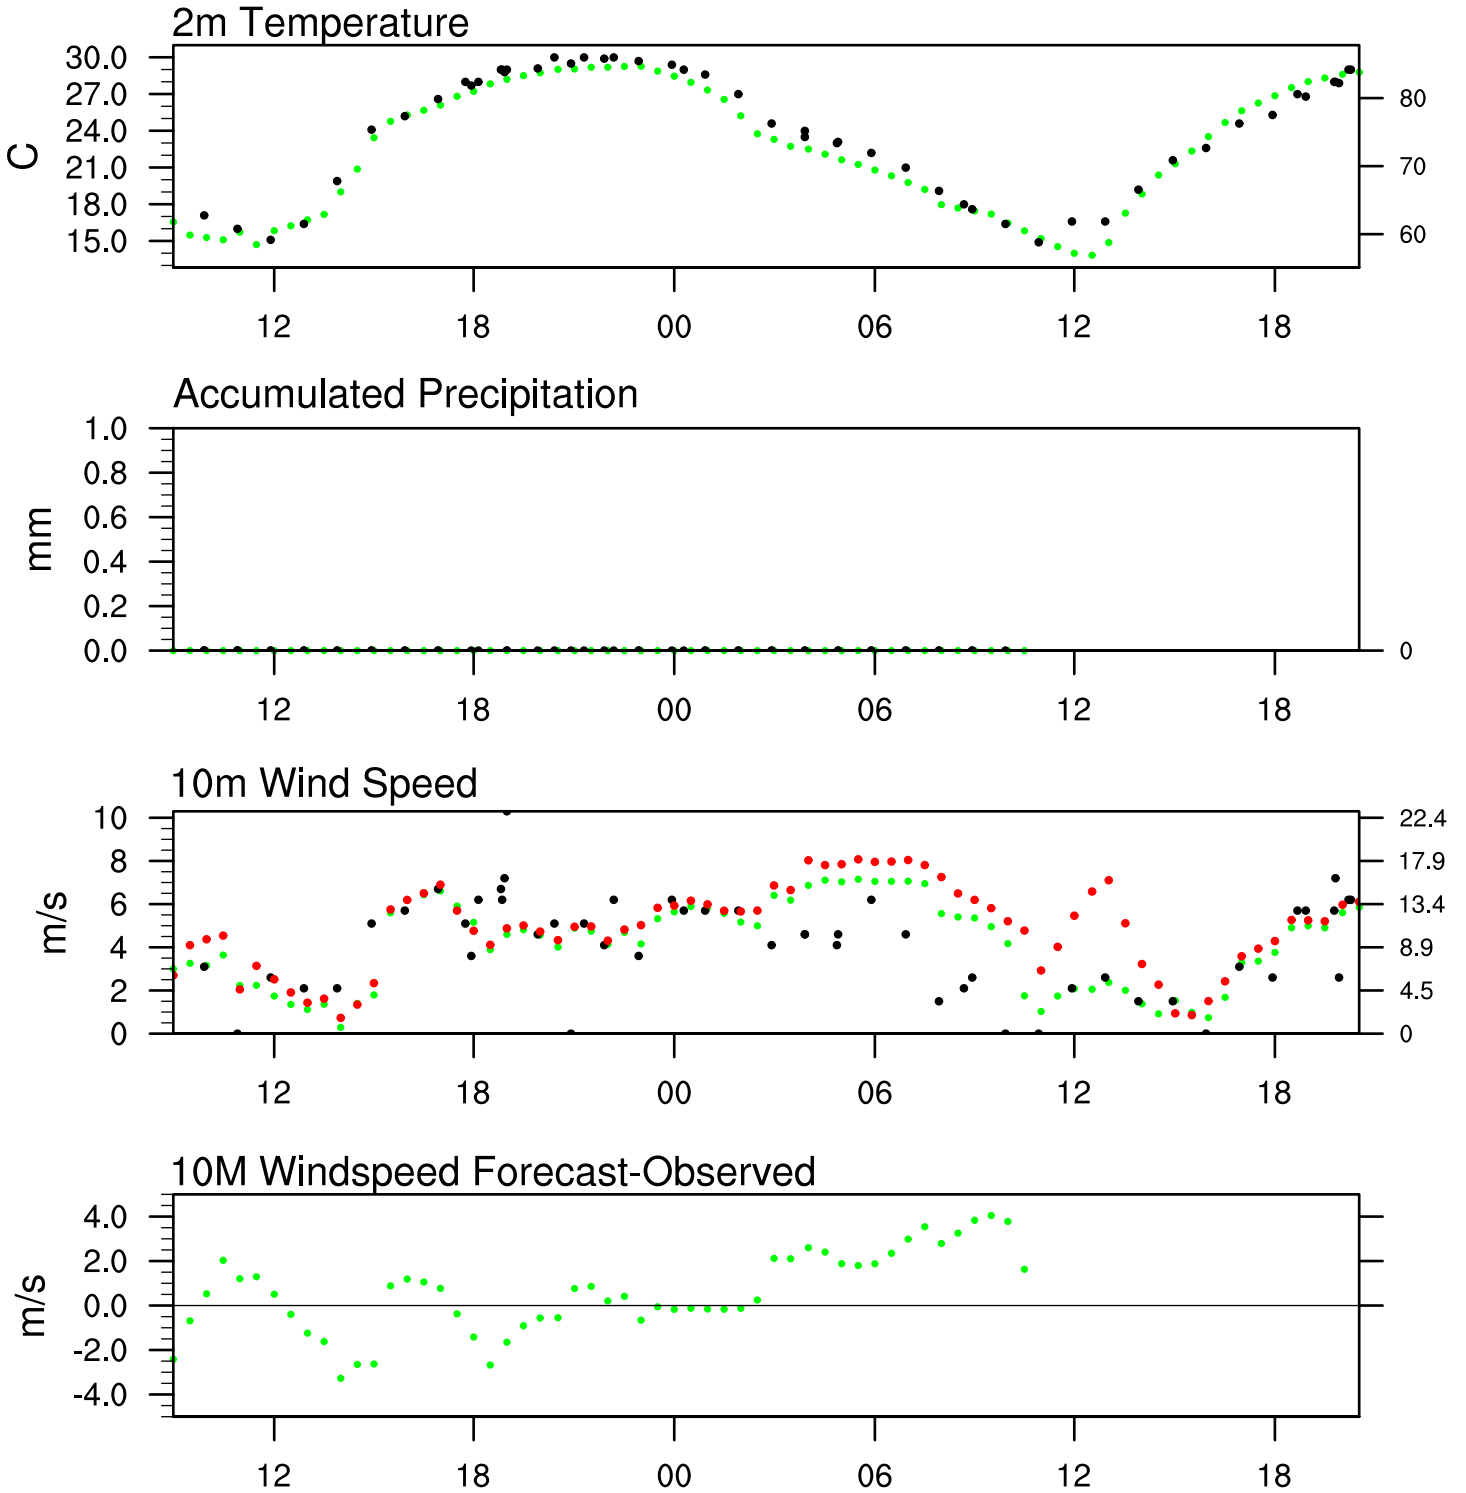 2m Temperature
30.0
27.0
24.0
21.0
18.0
15.0
C
80
70
60
12 18 00 06 12 18
Accumulated Precipitation
1.0
0.8
0.6
0.4
0.2
0.0
mm
0
12 18 00 06 12 18
10m Wind Speed
10
8
6
4
2
0
m/s
22.4
17.9
13.4
8.9
4.5
0
12 18 00 06 12 18
10M Windspeed Forecast-Observed
4.0
2.0
0.0
-2.0
-4.0
m/s
12 18 00 06 12 18